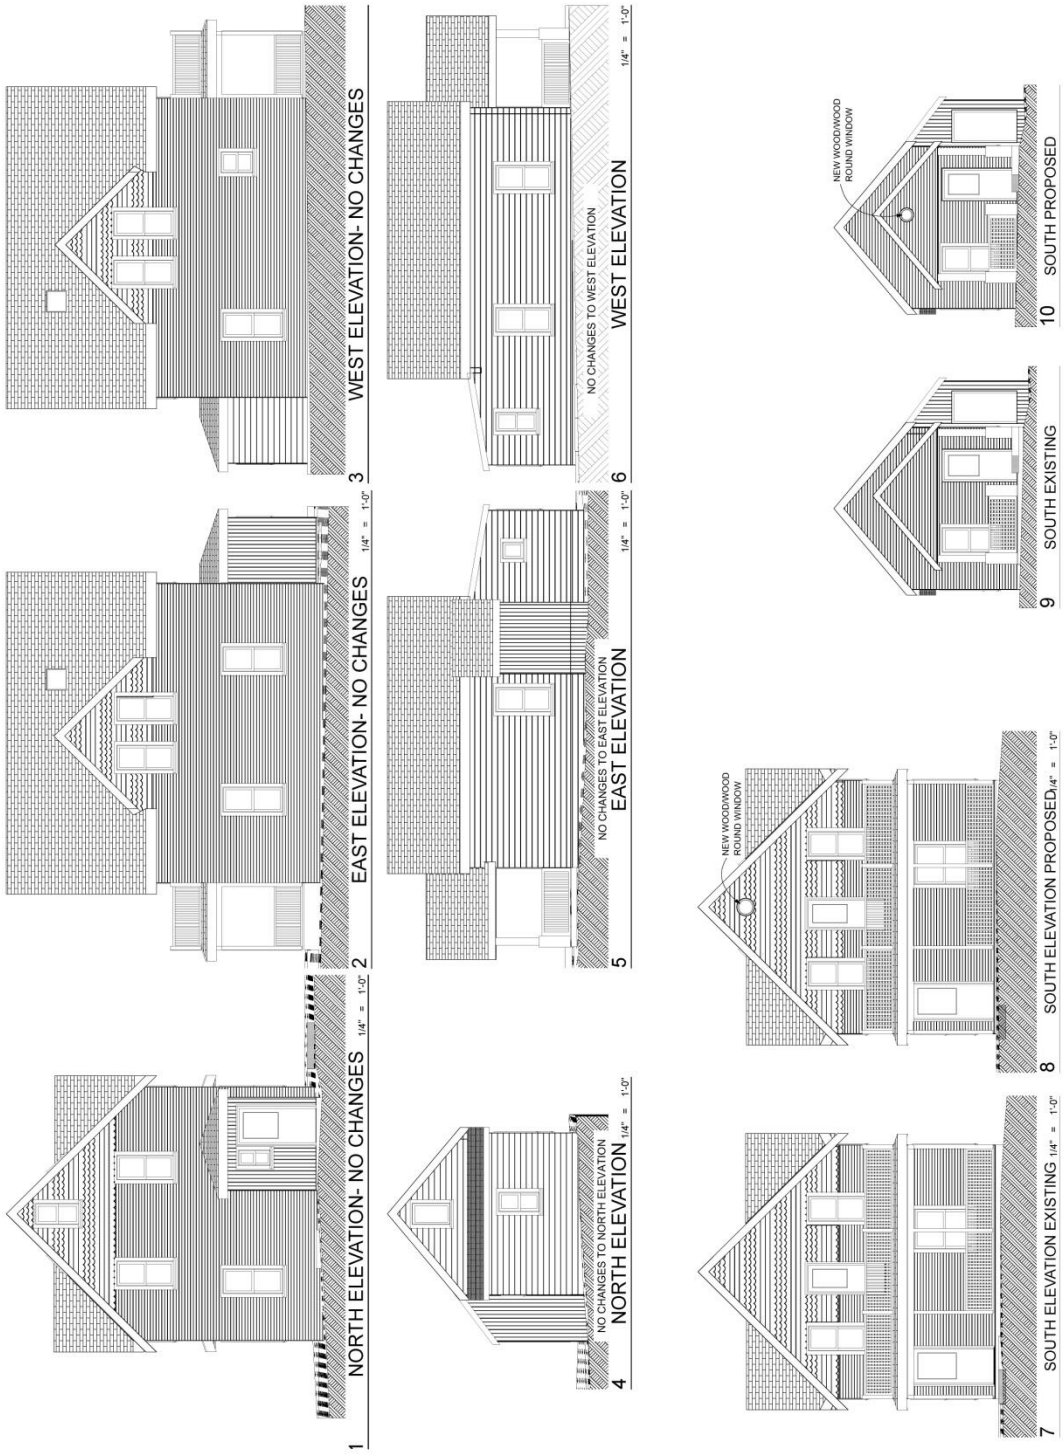 1
NORTH ELEVATION- NO CHANGES 1/4" = 1'-0"
2
EAST ELEVATION- NO CHANGES 1/4" = 1'-0"
3
WEST ELEVATION- NO CHANGES
NO CHANGES TO NORTH ELEVATION
4
NORTH ELEVATION 1/4" = 1'-0"
NO CHANGES TO EAST ELEVATION
5
EAST ELEVATION 1/4" = 1'-0"
NO CHANGES TO WEST ELEVATION
6
WEST ELEVATION 1/4" = 1'-0"
7
SOUTH ELEVATION EXISTING 1/4" = 1'-0"
NEW WOOD/WOOD
ROUND WINDOW
8
SOUTH ELEVATION PROPOSED 1/4" = 1'-0"
9
SOUTH EXISTING
NEW WOOD/WOOD
ROUND WINDOW
10
SOUTH PROPOSED